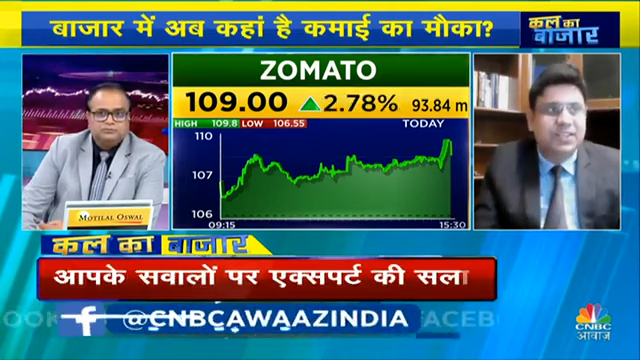 बाजार में अब कहां है कमाई का मौका?
कल का
बाजार
ZOMATO
109.00 2.78% 93.84 m
HIGH 109.8 LOW 106.55 TODAY
110
107
106
09:15 15:30
MOTILAL OSWAL
कल का बाजार
आपके सवालों पर एक्सपर्ट की सला
f @CNBCAWAAZINDIA
CNBC
आवाज़